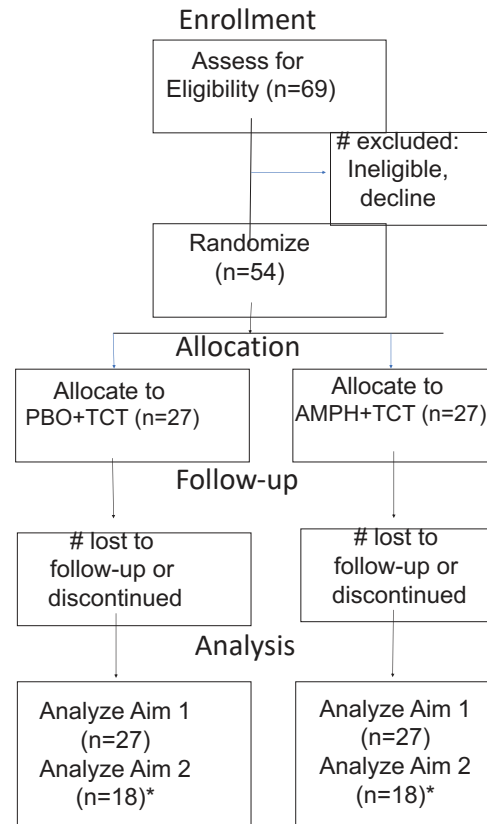 Enrollment
Assess for
Eligibility (n=69)
# excluded:
Ineligible,
decline
Randomize
(n=54)
Allocation
Allocate to
PBO+TCT (n=27)
Allocate to
AMPH+TCT (n=27)
Follow-up
# lost to
follow-up or
discontinued
# lost to
follow-up or
discontinued
Analysis
Analyze Aim 1
(n=27)
Analyze Aim 2
(n=18)*
Analyze Aim 1
(n=27)
Analyze Aim 2
(n=18)*